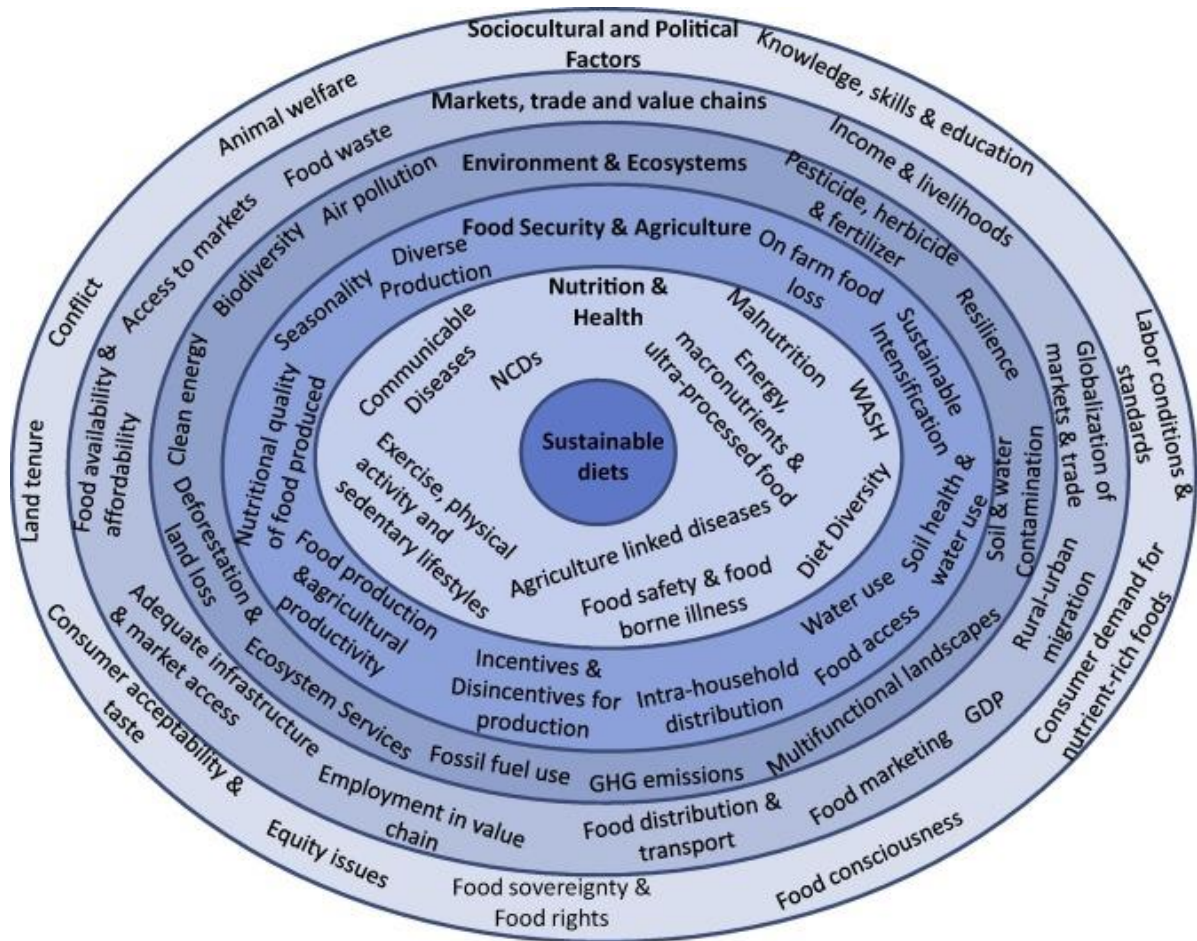 Sociocultural and Political
Factors
Knowledge, skills & education
Labor conditions &
standards
Consumer demand for
nutrient-rich foods
Food consciousness
Food sovereignty &
Food rights
Equity issues
Consumer acceptability &
taste
Land tenure
Conflict
Animal welfare
Markets, trade and value chains
Income & livelihoods
Globalization of
markets & trade
Rural-urban
migration
GDP
Food marketing
Food distribution &
transport
Employment in value
chain
Adequate infrastructure
& market access
Food availability &
affordability
Access to markets
Food waste
Environment & Ecosystems
Pesticide, herbicide
& fertilizer
Resilience
Soil & water
Contamination
Multifunctional landscapes
GHG emissions
Fossil fuel use
Ecosystem Services
Deforestation &
land loss
Clean energy
Biodiversity
Air pollution
Food Security & Agriculture
On farm food
loss
Sustainable
Intensification
Soil health &
water use
Water use
Food access
Intra-household
distribution
Incentives &
Disincentives for
production
Food production
&agricultural
productivity
Nutritional quality
of food produced
Seasonality
Diverse
Production
Nutrition &
Health
Malnutrition
WASH
Energy,
macronutrients &
ultra-processed food
Diet Diversity
Agriculture linked diseases
Food safety & food
borne illness
Exercise, physical
activity and
sedentary lifestyles
Communicable
Diseases
NCDs
Sustainable
diets